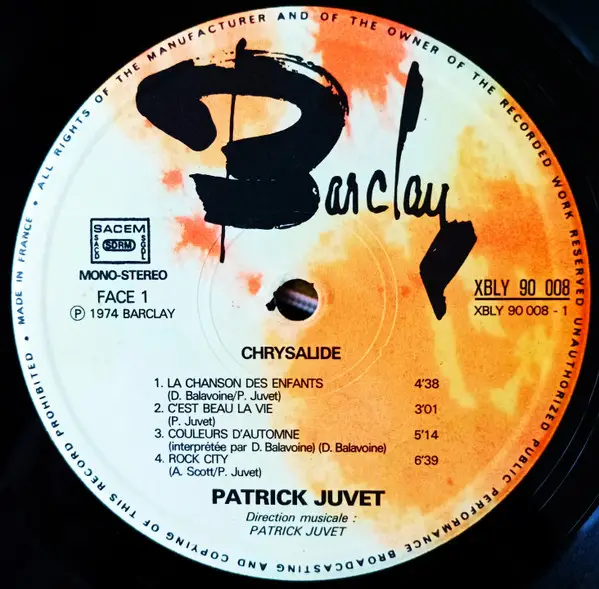 • MADE IN FRANCE • ALL RIGHTS OF THE MANUFACTURER AND OF THE OWNER OF THE RECORDED WORK RESERVED UNAUTHORIZED PUBLIC PERFORMANCE BROADCASTING AND COPYING OF THIS RECORD PROHIBITED
Barclay
SACEM
SACD SDRM SGDL
MONO-STEREO
FACE 1
Ⓟ 1974 BARCLAY
XBLY 90 008
XBLY 90 008 - 1
CHRYSALIDE
1. LA CHANSON DES ENFANTS 4'38
(D. Balavoine/P. Juvet)
2. C'EST BEAU LA VIE 3'01
(P. Juvet)
3. COULEURS D'AUTOMNE 5'14
(interprétée par D. Balavoine) (D. Balavoine)
4. ROCK CITY 6'39
(A. Scott/P. Juvet)
PATRICK JUVET
Direction musicale :
PATRICK JUVET